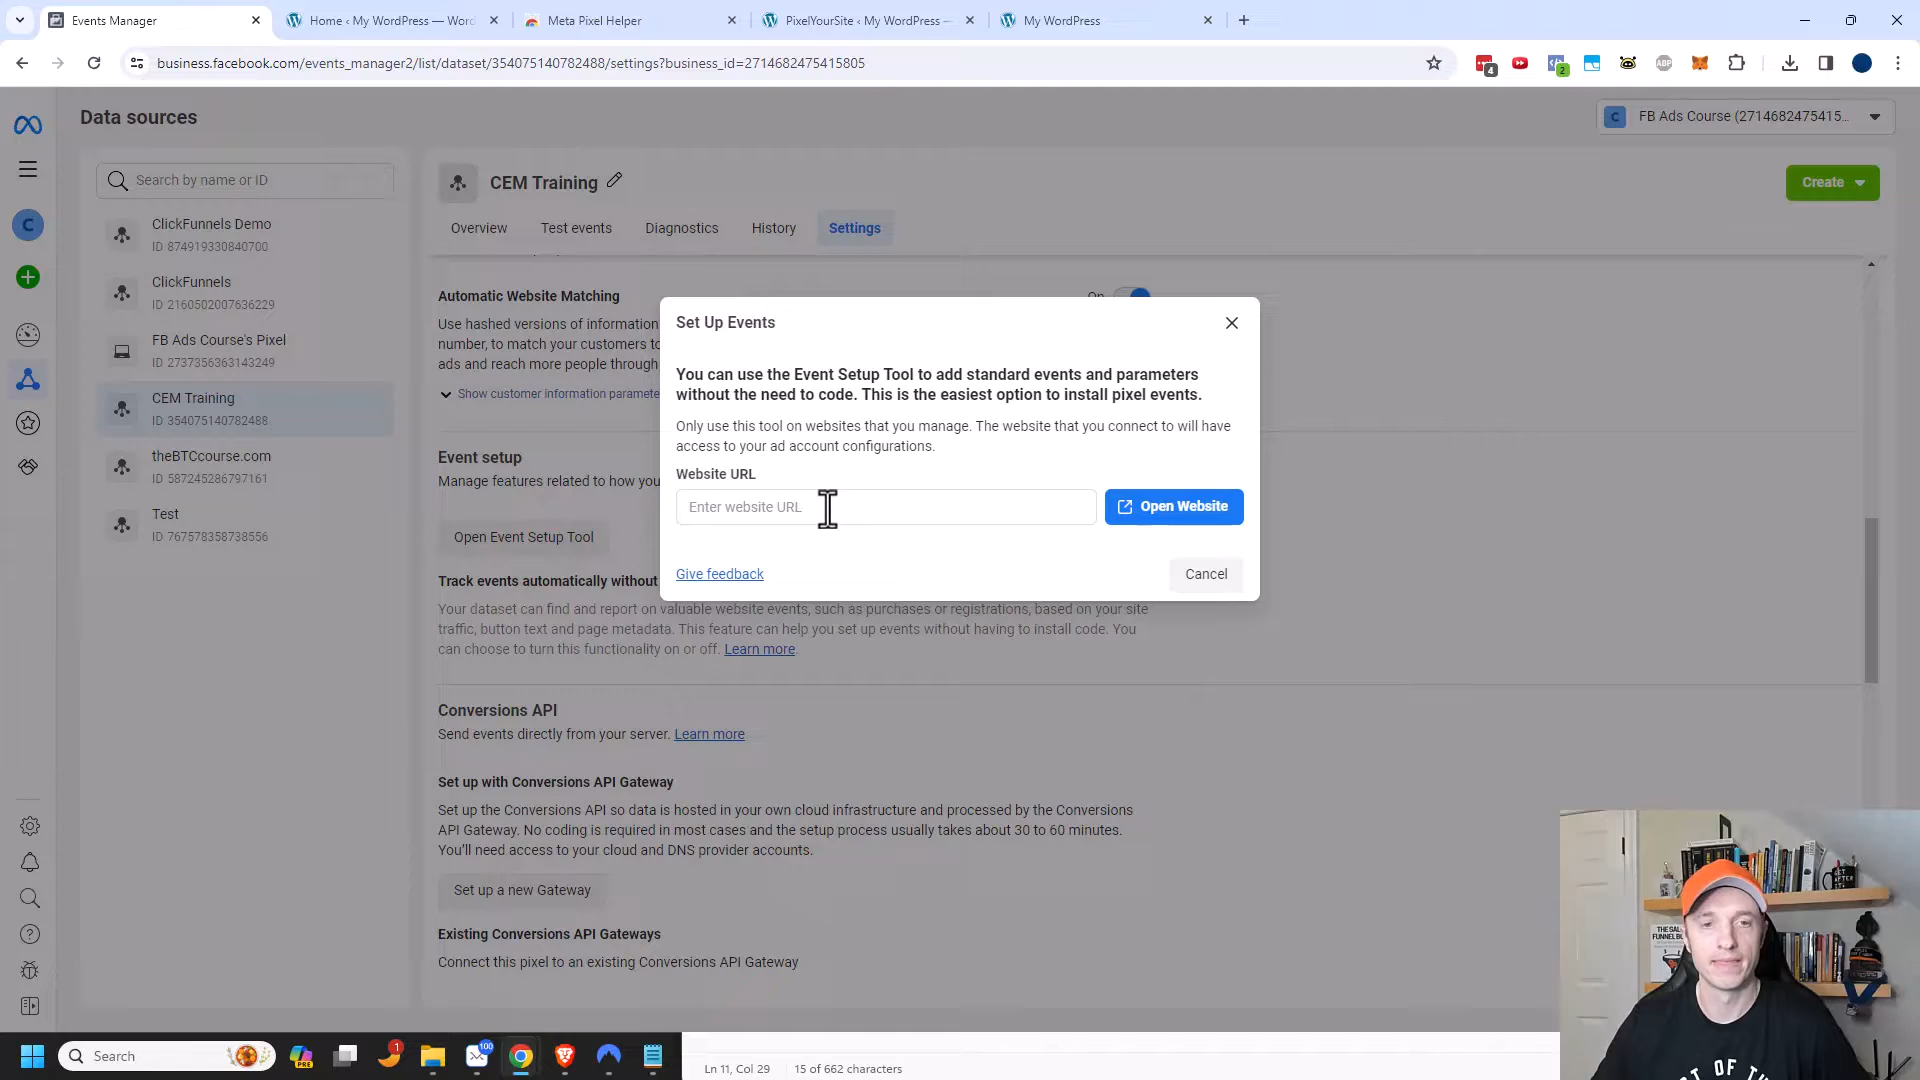 Events Manager
Home ‹ My WordPress — Word
Meta Pixel Helper
PixelYourSite ‹ My WordPress —
My WordPress
business.facebook.com/events_manager2/list/dataset/354075140782488/settings?business_id=2714682475415805
4
2
ABP
Data sources
C
FB Ads Course (2714682475415...
Search by name or ID
CEM Training
Create
C
ClickFunnels Demo
ID 874919330840700
Overview
Test events
Diagnostics
History
Settings
ClickFunnels
ID 2160502007636229
FB Ads Course's Pixel
ID 2737356363143249
CEM Training
ID 354075140782488
theBTCcourse.com
ID 587245286797161
Test
ID 767578358738556
Automatic Website Matching
On
Use hashed versions of information
number, to match your customers to
ads and reach more people through
Show customer information paramete
Event setup
Manage features related to how you
Open Event Setup Tool
Track events automatically without
Your dataset can find and report on valuable website events, such as purchases or registrations, based on your site
traffic, button text and page metadata. This feature can help you set up events without having to install code. You
can choose to turn this functionality on or off. Learn more.
Set Up Events
You can use the Event Setup Tool to add standard events and parameters
without the need to code. This is the easiest option to install pixel events.
Only use this tool on websites that you manage. The website that you connect to will have
access to your ad account configurations.
Website URL
Enter website URL
Open Website
Give feedback
Cancel
Conversions API
Send events directly from your server. Learn more
Set up with Conversions API Gateway
Set up the Conversions API so data is hosted in your own cloud infrastructure and processed by the Conversions
API Gateway. No coding is required in most cases and the setup process usually takes about 30 to 60 minutes.
You'll need access to your cloud and DNS provider accounts.
Set up a new Gateway
Existing Conversions API Gateways
Connect this pixel to an existing Conversions API Gateway
GET
AFTER
Search
PRE
1
100
Ln 11, Col 29
15 of 662 characters